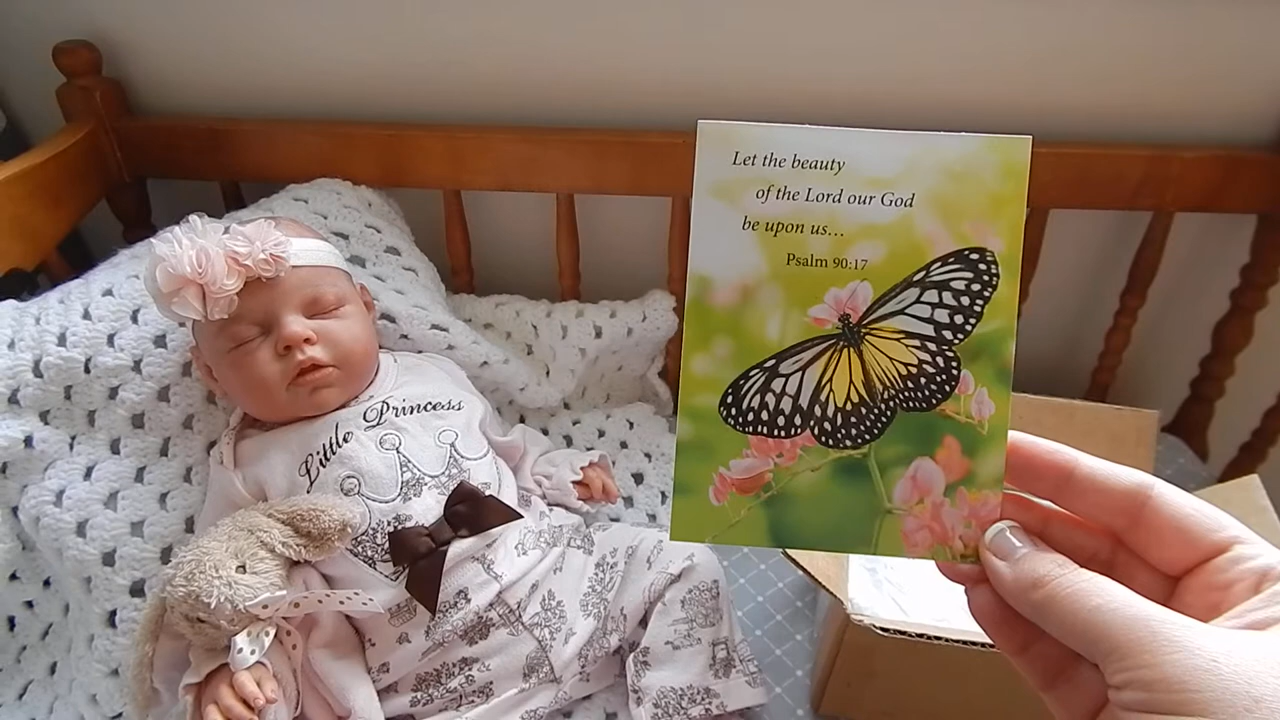 Let the beauty
of the Lord our God
be upon us...
Psalm 90:17
Little Princess